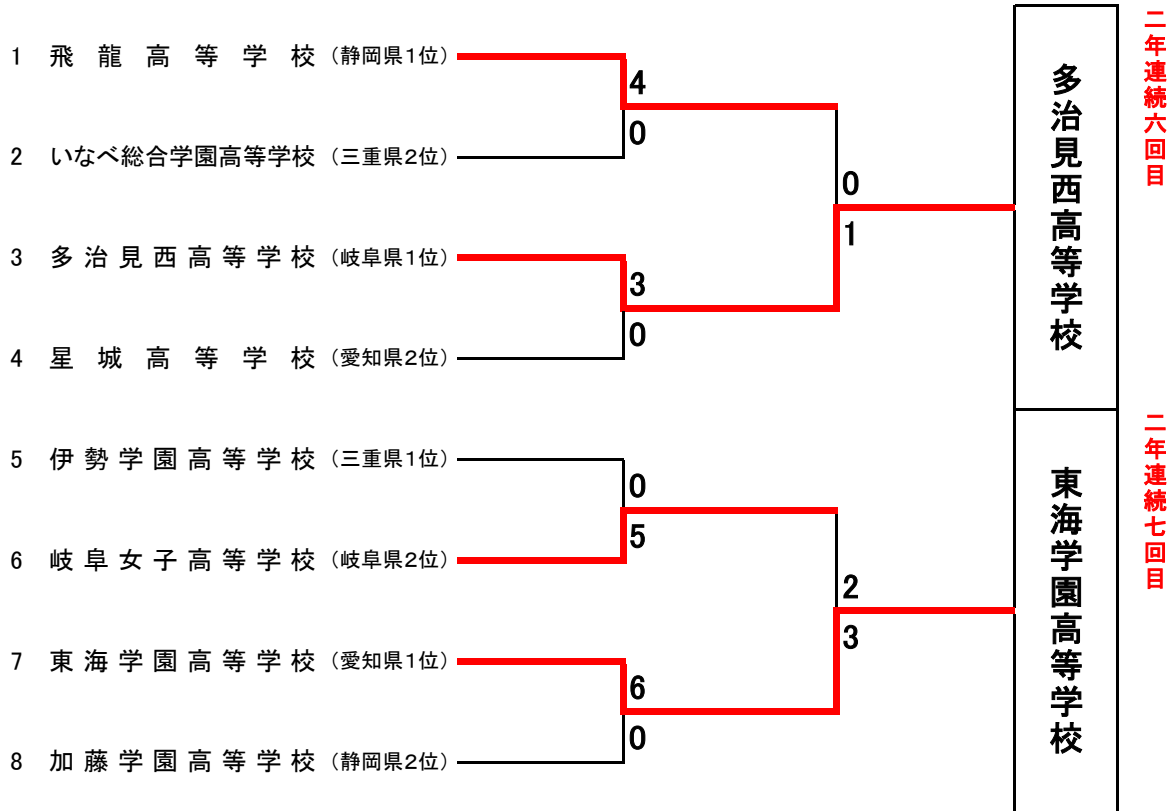 1 飛龍高等学校 (静岡県1位)
4
0
2 いなべ総合学園高等学校 (三重県2位)
0
1
3 多治見西高等学校 (岐阜県1位)
3
0
4 星城高等学校 (愛知県2位)
多治見西高等学校
二年連続六回目
5 伊勢学園高等学校 (三重県1位)
0
5
6 岐阜女子高等学校 (岐阜県2位)
2
3
7 東海学園高等学校 (愛知県1位)
6
0
8 加藤学園高等学校 (静岡県2位)
東海学園高等学校
二年連続七回目